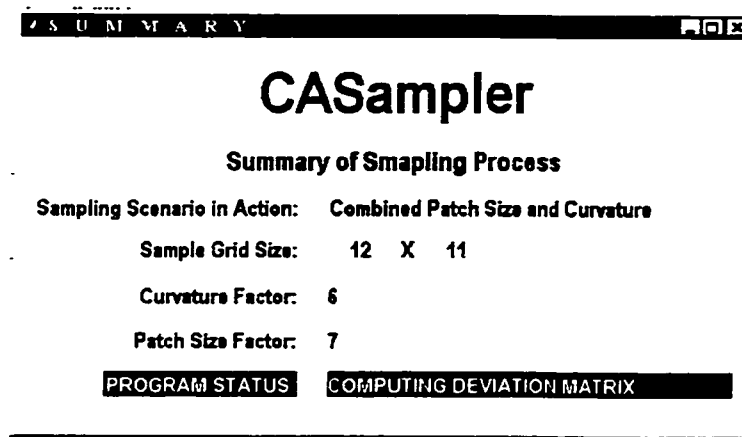 S U M M A R Y
CASampler
Summary of Smapling Process
Sampling Scenario in Action: Combined Patch Size and Curvature
Sample Grid Size: 12 X 11
Curvature Factor: 6
Patch Size Factor: 7
PROGRAM STATUS COMPUTING DEVIATION MATRIX